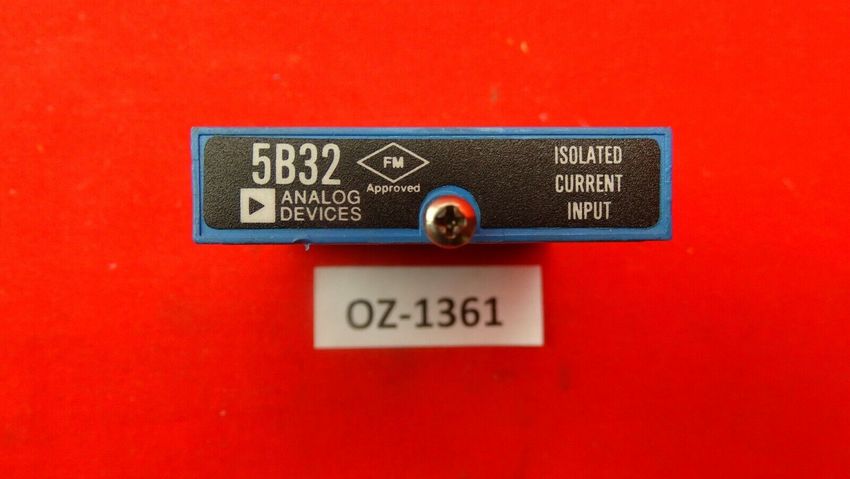 5B32
FM
Approved
ANALOG
DEVICES
ISOLATED
CURRENT
INPUT
OZ-1361